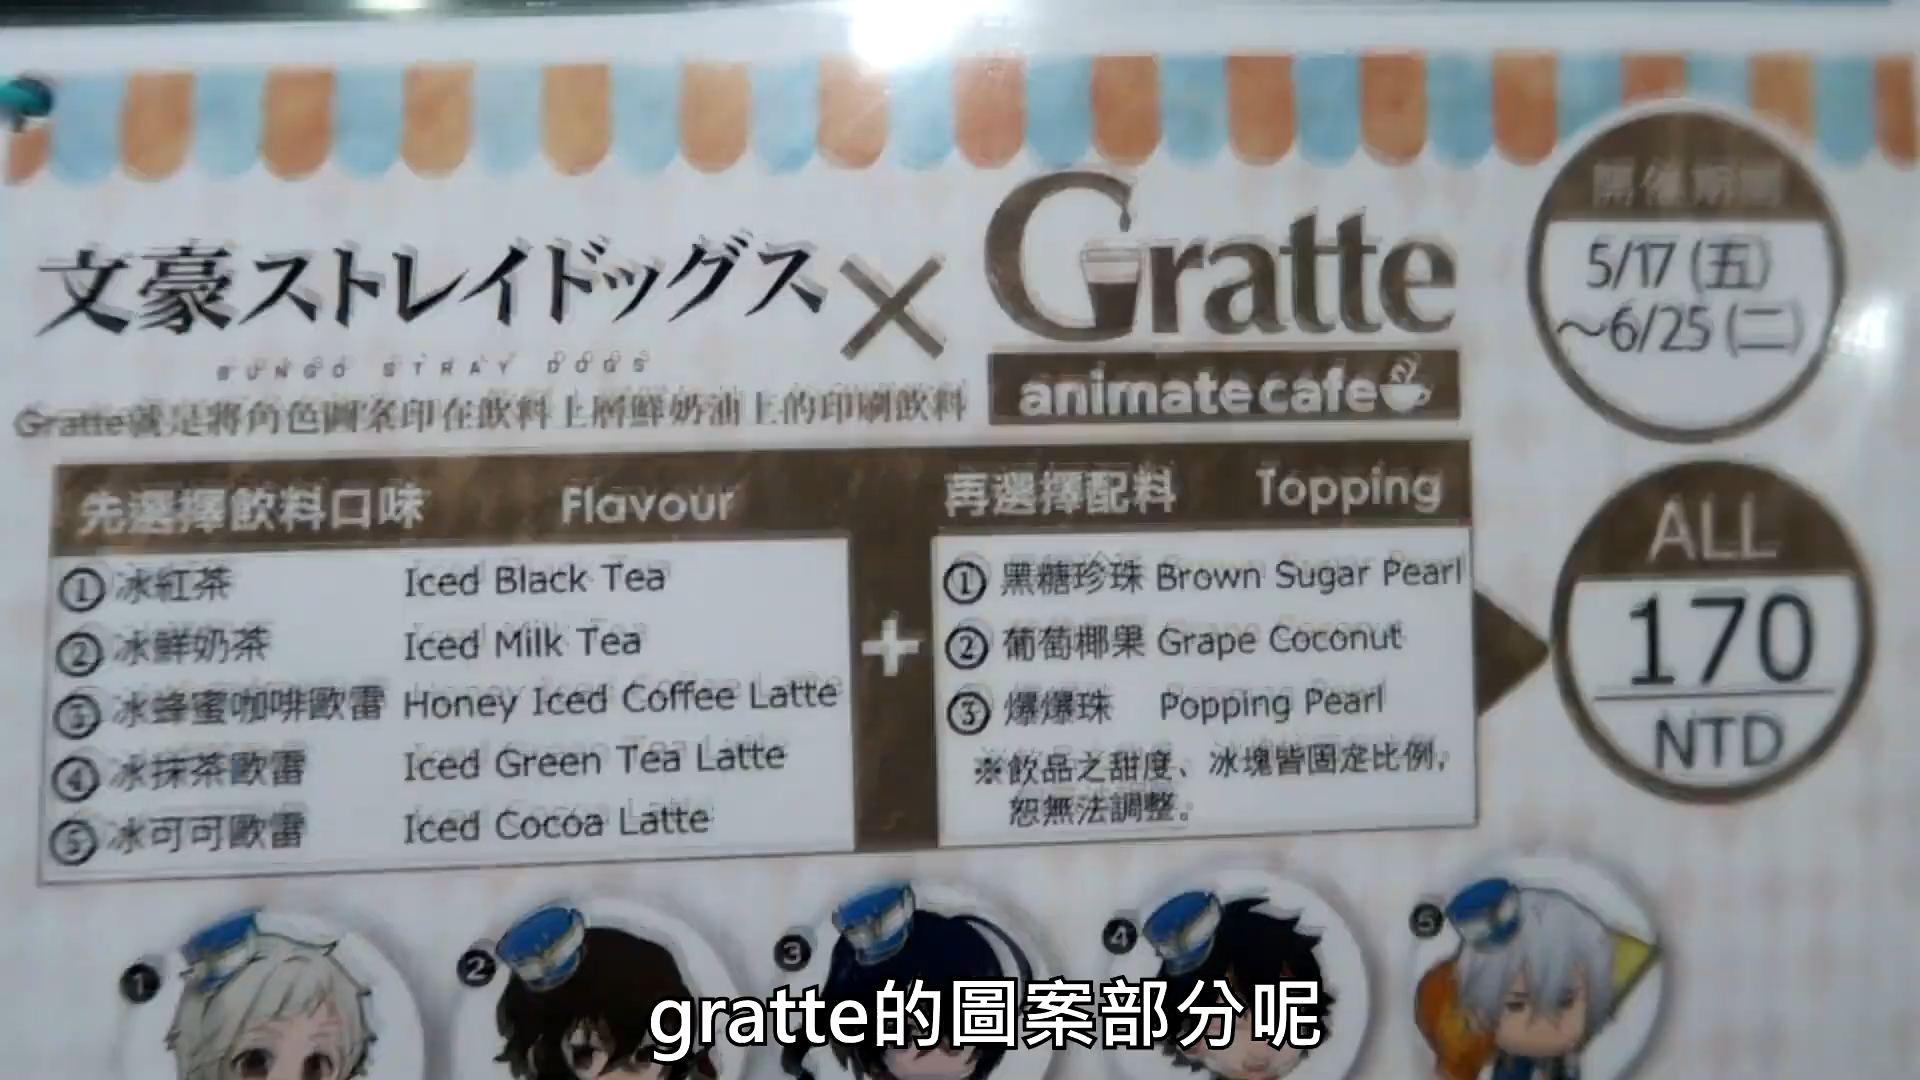 開催期間
5/17 (五)
～6/25 (二)
文豪ストレイドッグス × Gratte
BUNGO STRAY DOGS
animate cafe
Gratte就是將角色圖案印在飲料上層鮮奶油上的印刷飲料
先選擇飲料口味 Flavour
① 冰紅茶 Iced Black Tea
② 冰鮮奶茶 Iced Milk Tea
③ 冰蜂蜜咖啡歐雷 Honey Iced Coffee Latte
④ 冰抹茶歐雷 Iced Green Tea Latte
⑤ 冰可可歐雷 Iced Cocoa Latte
+
再選擇配料 Topping
① 黑糖珍珠 Brown Sugar Pearl
② 葡萄椰果 Grape Coconut
③ 爆爆珠 Popping Pearl
※飲品之甜度、冰塊皆固定比例,
恕無法調整。
ALL
170
NTD
1 2 3 4 5
gratte的圖案部分呢